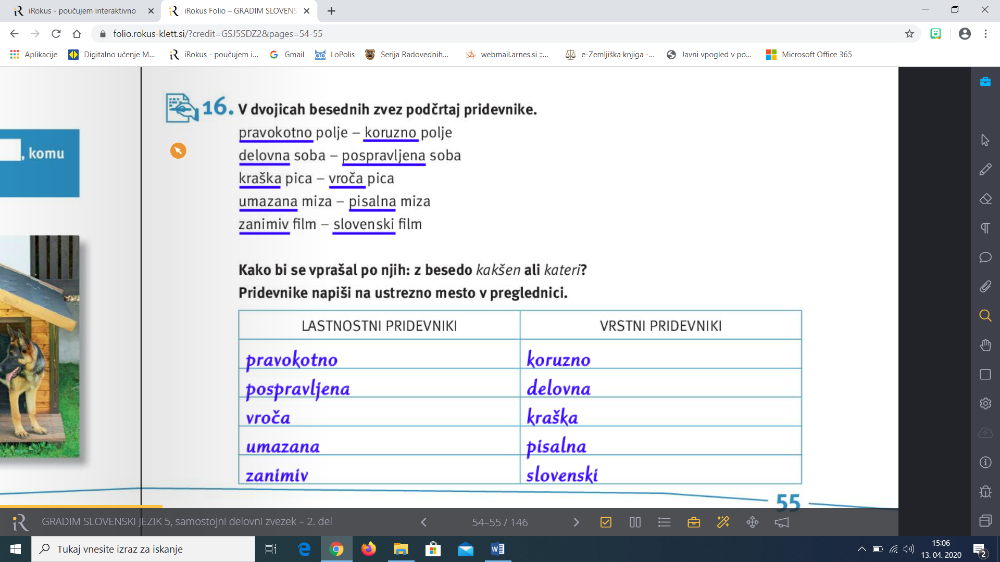 iRokus - poučujem interaktivno
iRokus Folio – GRADIM SLOVENS
folio.rokus-klett.si/?credit=GSJ5SDZ2&pages=54-55
Aplikacije
Digitalno učenje M...
iRokus - poučujem i...
Gmail
LoPolis
Serija Radovednih...
webmail.arnes.si ::...
e-Zemljiška knjiga -...
Javni vpogled v po...
Microsoft Office 365
, komu
16. V dvojicah besednih zvez podčrtaj pridevnike.
pravokotno polje – koruzno polje
delovna soba – pospravljena soba
kraška pica – vroča pica
umazana miza – pisalna miza
zanimiv film – slovenski film
Kako bi se vprašal po njih: z besedo kakšen ali kateri?
Pridevnike napiši na ustrezno mesto v preglednici.
LASTNOSTNI PRIDEVNIKI VRSTNI PRIDEVNIKI
pravokotno koruzno
pospravljena delovna
vroča kraška
umazana pisalna
zanimiv slovenski
55
iR GRADIM SLOVENSKI JEZIK 5, samostojni delovni zvezek – 2. del
54–55 / 146
Tukaj vnesite izraz za iskanje
15:06
13. 04. 2020
2